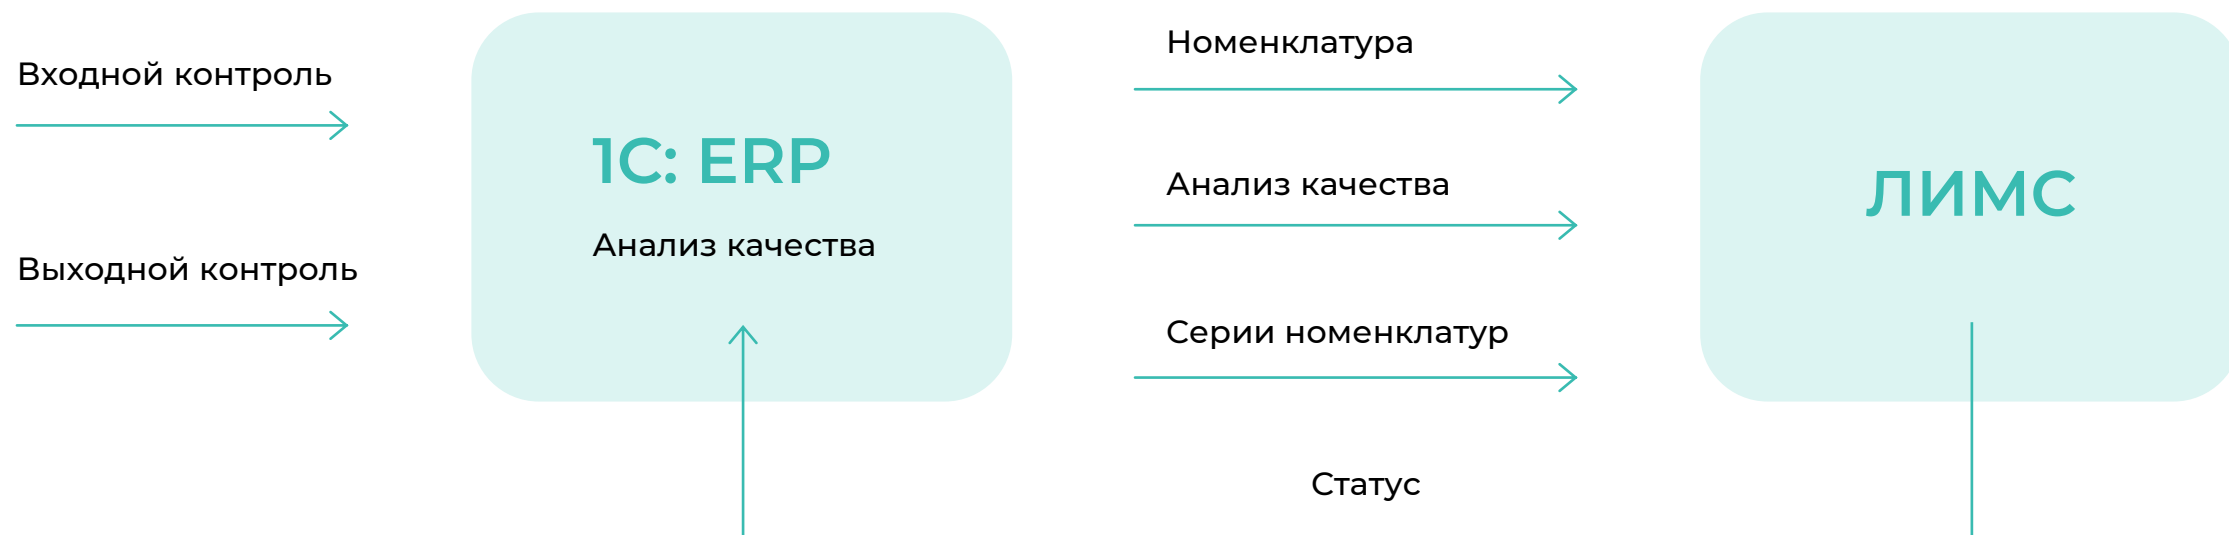 Входной контроль
Выходной контроль
1С: ERP
Анализ качества
Номенклатура
Анализ качества
Серии номенклатур
Статус
ЛИМС